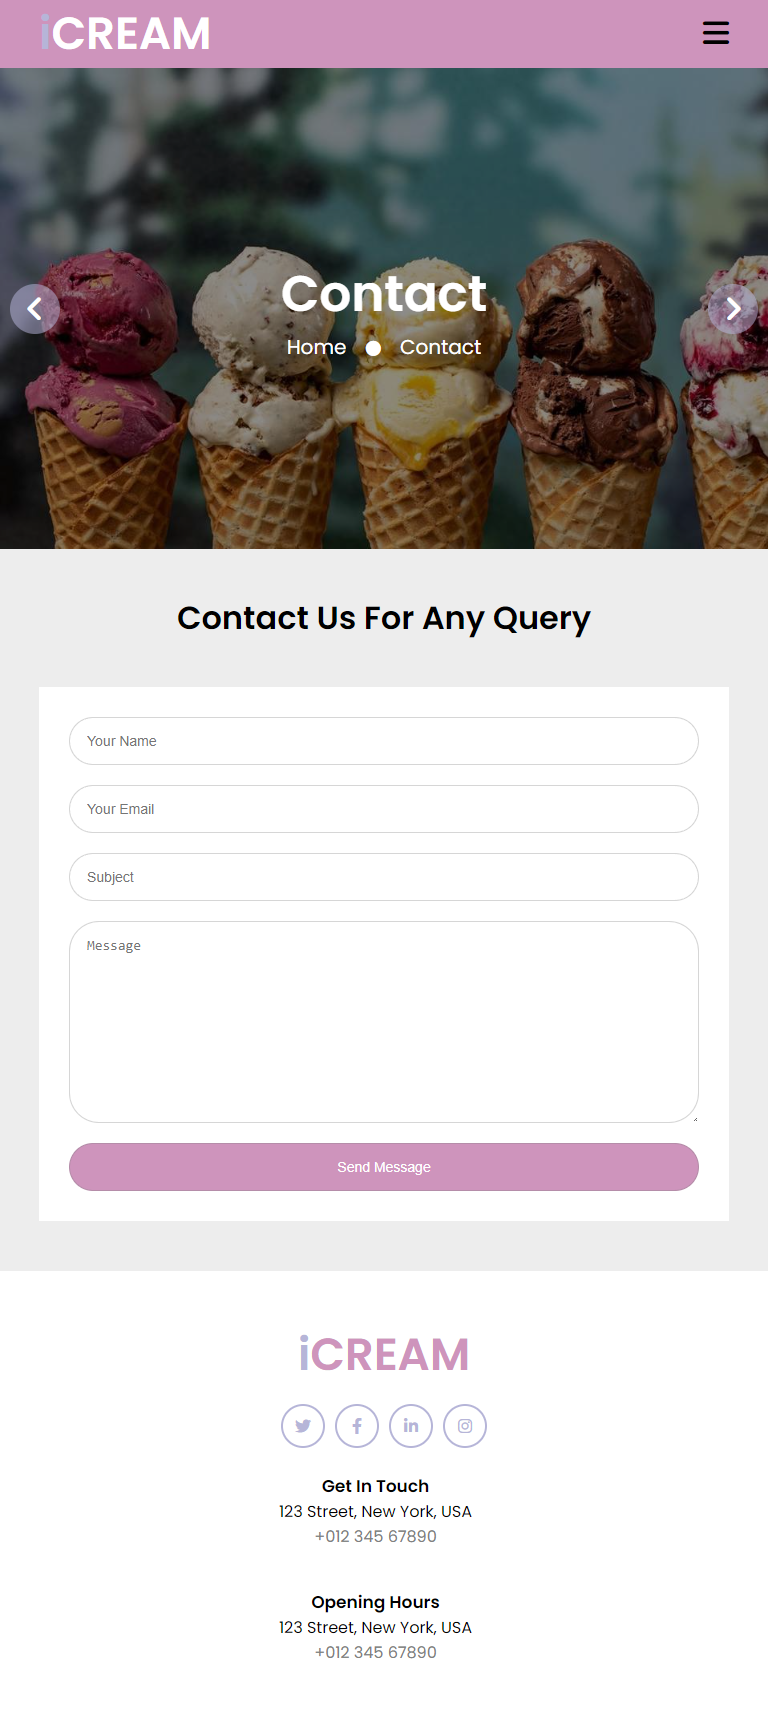 iCREAM
Contact
Home Contact
Contact Us For Any Query
Your Name
Your Email
Subject
Message
Send Message
iCREAM
Get In Touch
123 Street, New York, USA
+012 345 67890
Opening Hours
123 Street, New York, USA
+012 345 67890